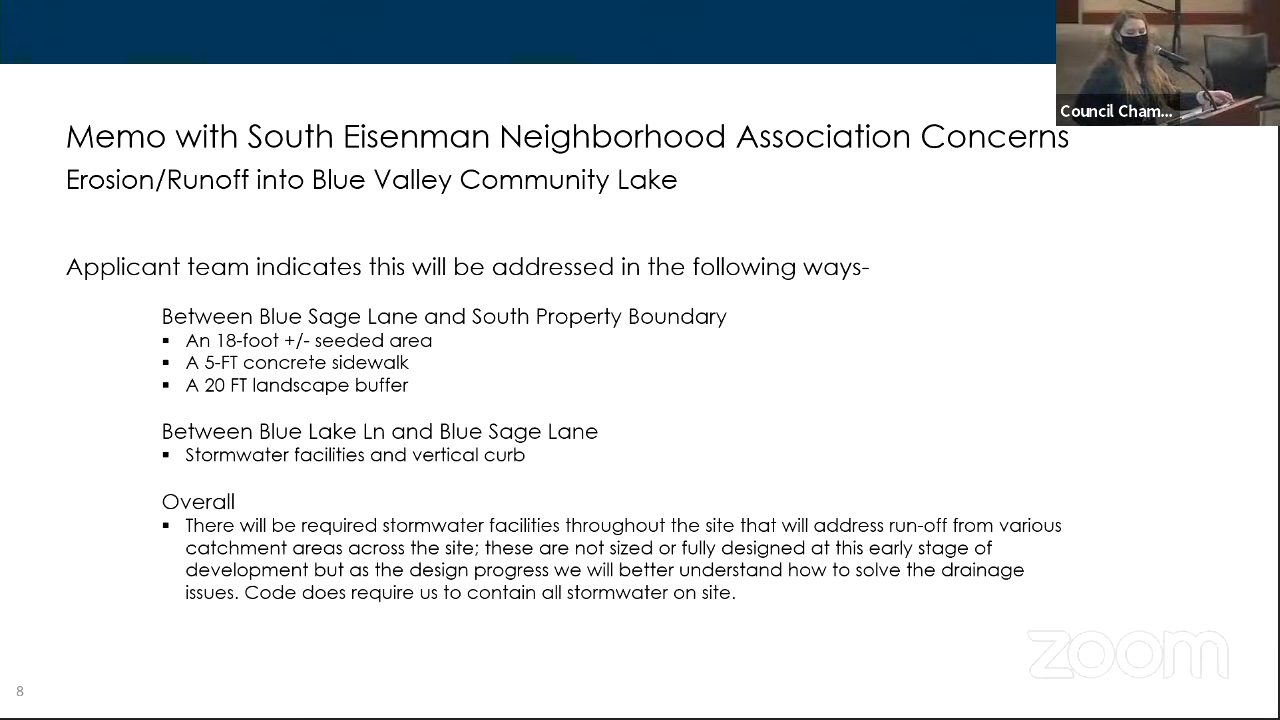 Council Cham...
Memo with South Eisenman Neighborhood Association Concerns
Erosion/Runoff into Blue Valley Community Lake
Applicant team indicates this will be addressed in the following ways-
Between Blue Sage Lane and South Property Boundary
▪ An 18-foot +/- seeded area
▪ A 5-FT concrete sidewalk
▪ A 20 FT landscape buffer
Between Blue Lake Ln and Blue Sage Lane
▪ Stormwater facilities and vertical curb
Overall
▪ There will be required stormwater facilities throughout the site that will address run-off from various
catchment areas across the site; these are not sized or fully designed at this early stage of
development but as the design progress we will better understand how to solve the drainage
issues. Code does require us to contain all stormwater on site.
zoom
8